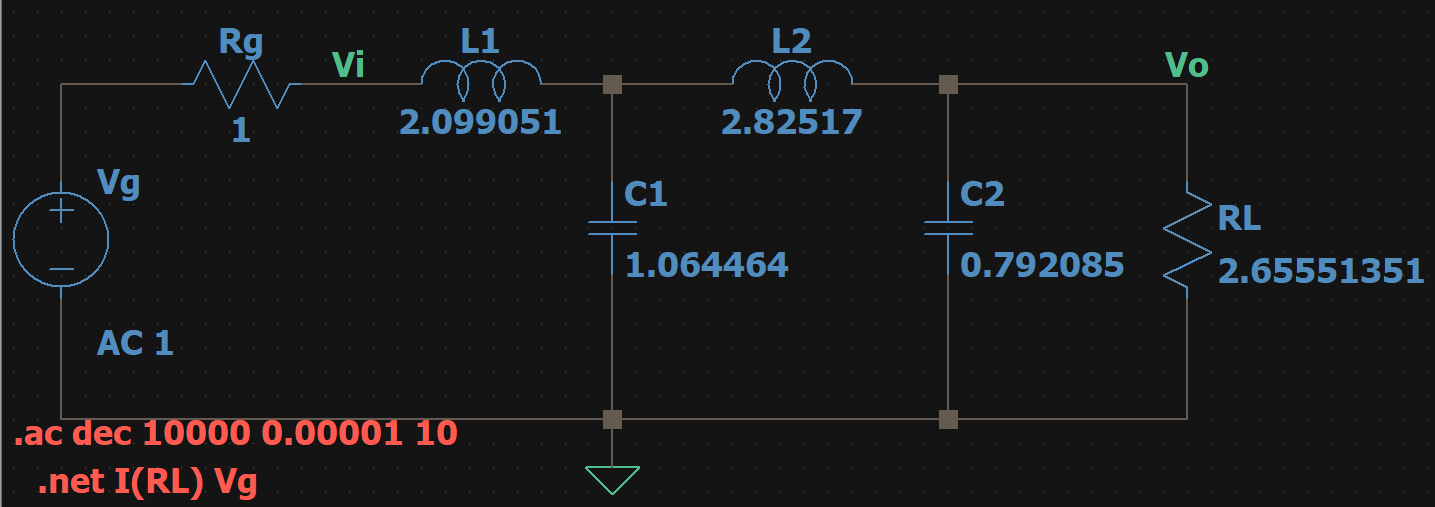 Rg
Vi
L1
L2
Vo
1
2.099051
2.82517
Vg
C1
C2
RL
1.064464
0.792085
2.65551351
AC 1
.ac dec 10000 0.00001 10
.net I(RL) Vg